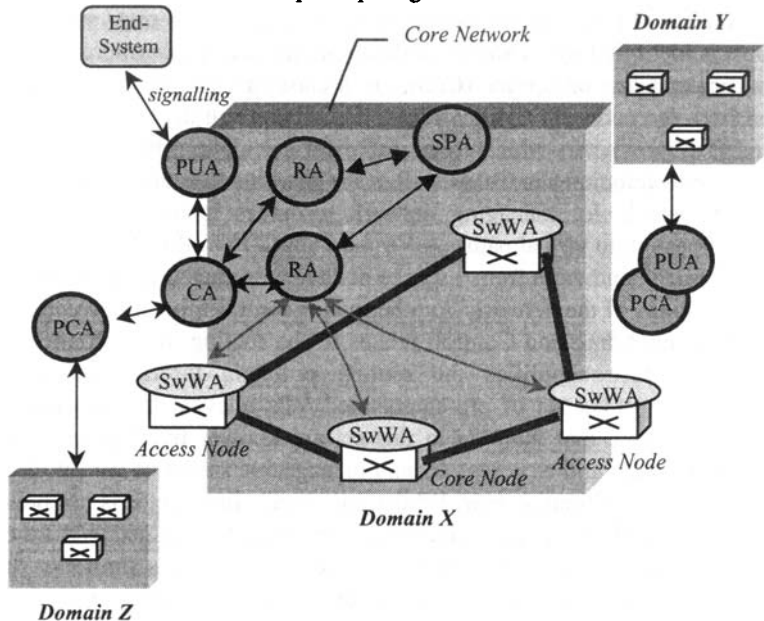 End-
System
Core Network
Domain Y
signalling
PUA
RA
SPA
SwWA
CA
RA
PUA
PCA
PCA
SwWA
SwWA
SwWA
Access Node
Core Node
Access Node
Domain X
Domain Z